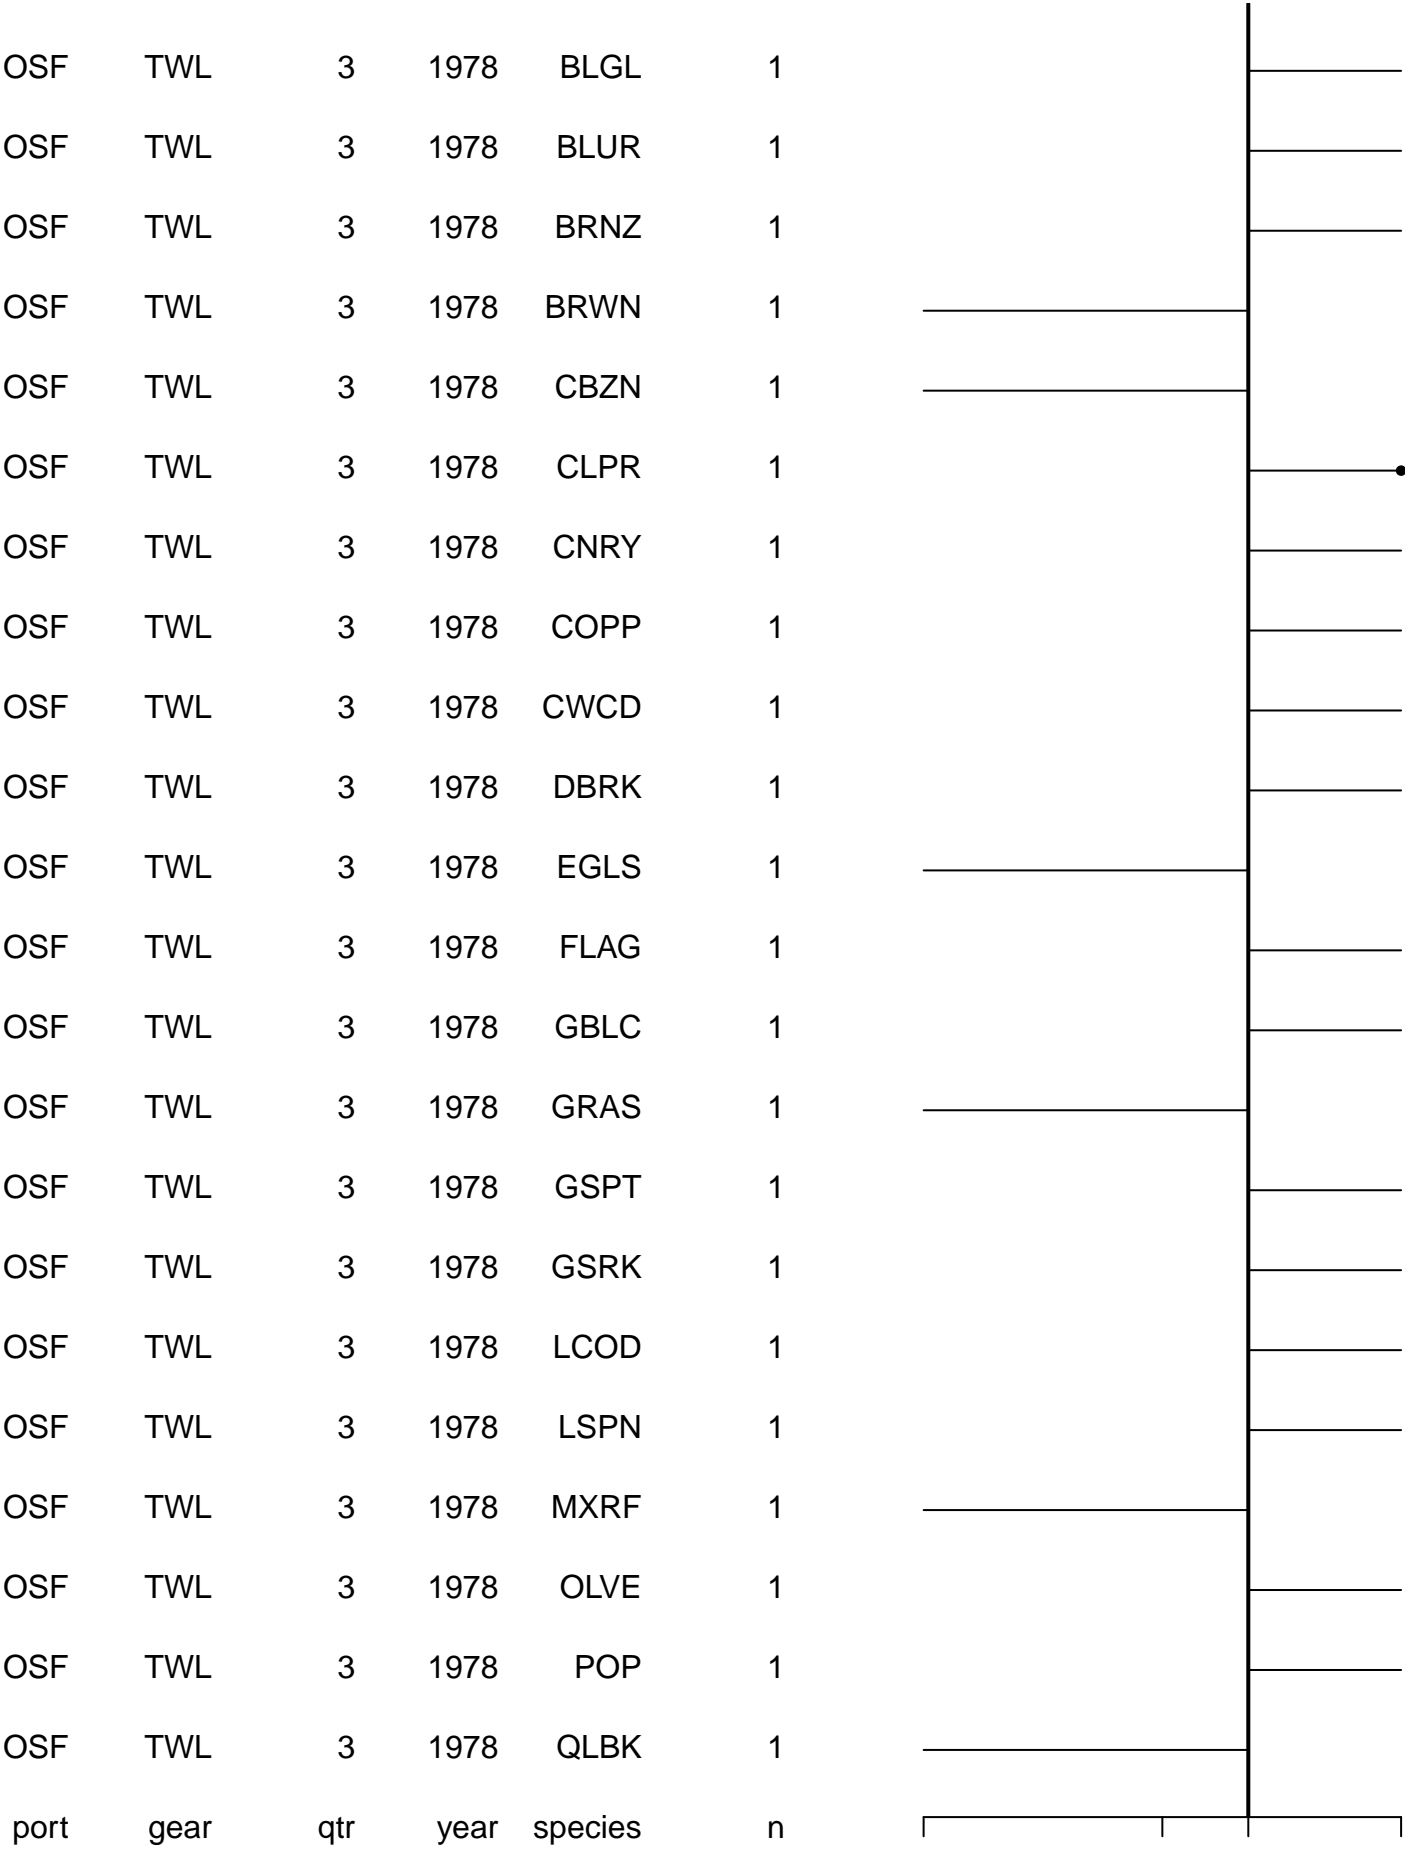 OSF TWL 3 1978 BLGL 1
OSF TWL 3 1978 BLUR 1
OSF TWL 3 1978 BRNZ 1
OSF TWL 3 1978 BRWN 1
OSF TWL 3 1978 CBZN 1
OSF TWL 3 1978 CLPR 1
OSF TWL 3 1978 CNRY 1
OSF TWL 3 1978 COPP 1
OSF TWL 3 1978 CWCD 1
OSF TWL 3 1978 DBRK 1
OSF TWL 3 1978 EGLS 1
OSF TWL 3 1978 FLAG 1
OSF TWL 3 1978 GBLC 1
OSF TWL 3 1978 GRAS 1
OSF TWL 3 1978 GSPT 1
OSF TWL 3 1978 GSRK 1
OSF TWL 3 1978 LCOD 1
OSF TWL 3 1978 LSPN 1
OSF TWL 3 1978 MXRF 1
OSF TWL 3 1978 OLVE 1
OSF TWL 3 1978 POP 1
OSF TWL 3 1978 QLBK 1
port gear qtr year species n